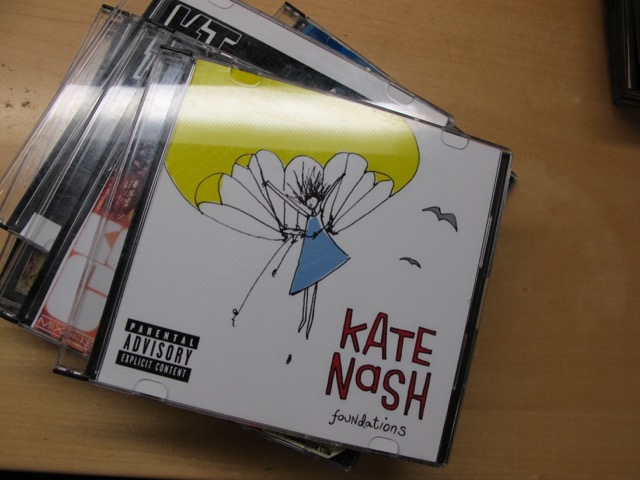 KATE
NASH
foundations
PARENTAL
ADVISORY
EXPLICIT CONTENT